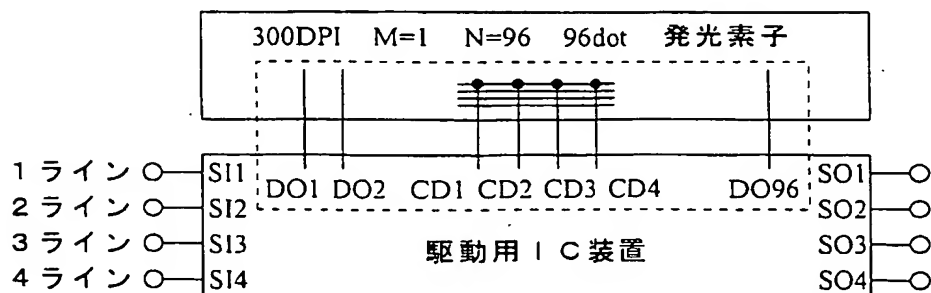 300DPI M=1 N=96 96dot 発光素子
1ライン SI1 DO1 DO2 CD1 CD2 CD3 CD4 DO96 SO1
2ライン SI2 SO2
3ライン SI3 駆動用IC装置 SO3
4ライン SI4 SO4